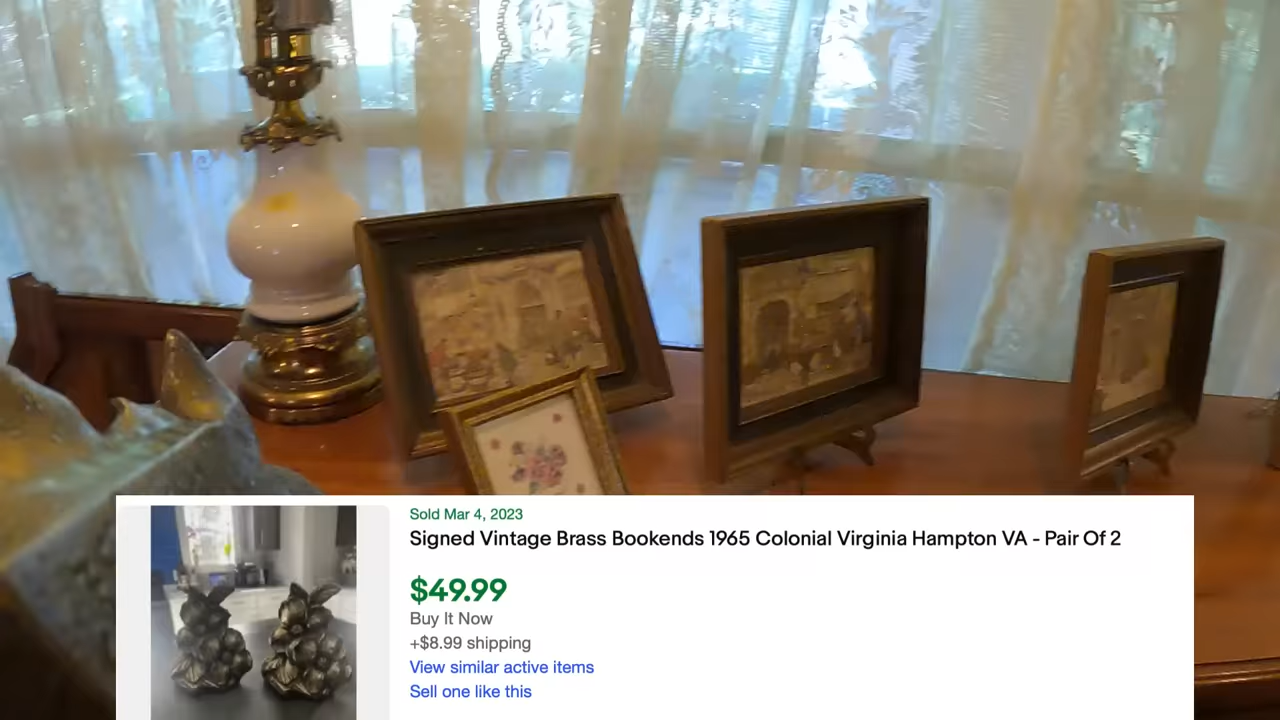 Sold Mar 4, 2023
Signed Vintage Brass Bookends 1965 Colonial Virginia Hampton VA - Pair Of 2
$49.99
Buy It Now
+$8.99 shipping
View similar active items
Sell one like this